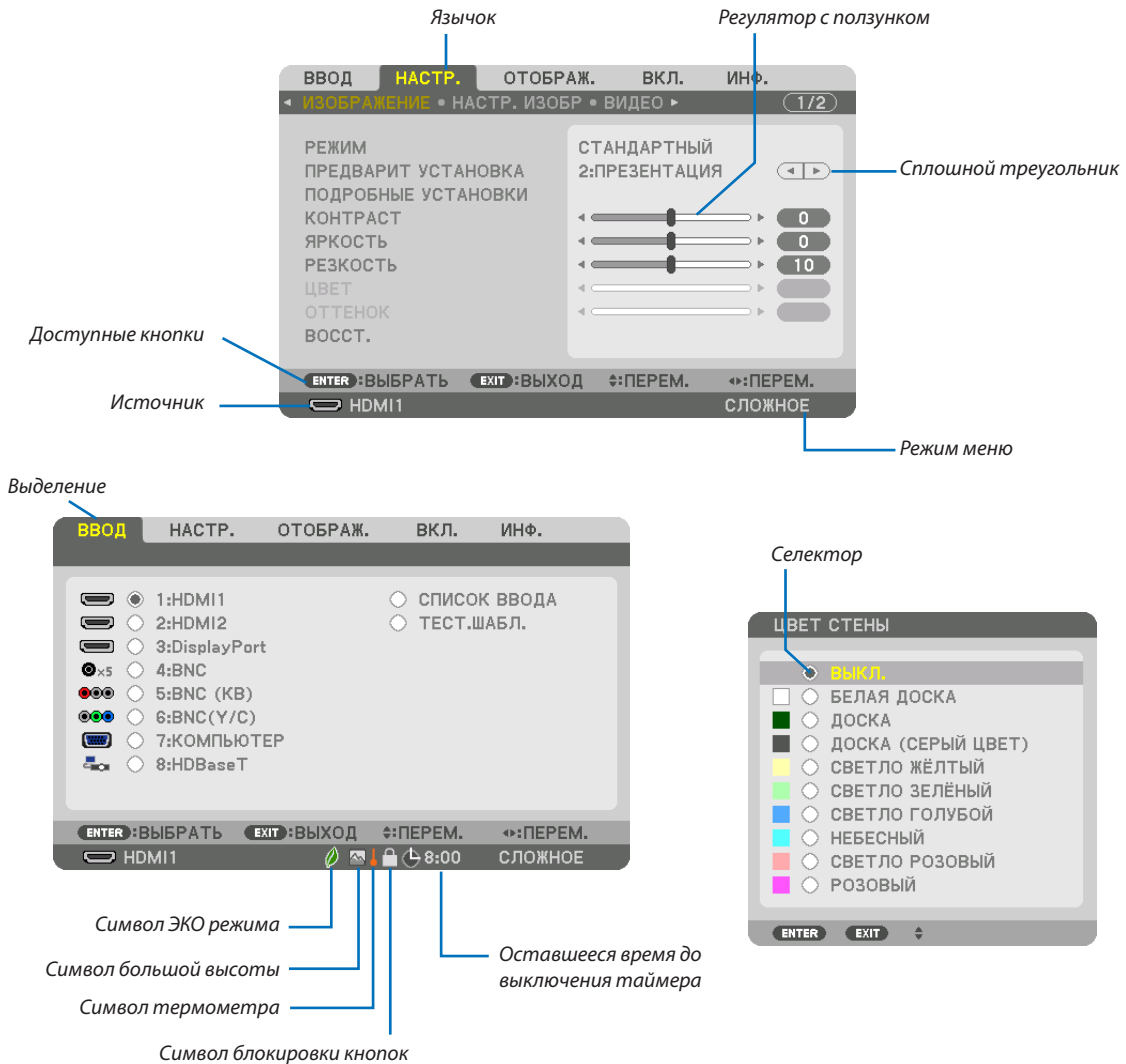 Язычок
Регулятор с ползунком
ВВОД НАСТР. ОТОБРАЖ. ВКЛ. ИНФ.
ИЗОБРАЖЕНИЕ • НАСТР. ИЗОБР • ВИДЕО 1/2
РЕЖИМ СТАНДАРТНЫЙ
ПРЕДВАРИТ УСТАНОВКА 2:ПРЕЗЕНТАЦИЯ
Сплошной треугольник
ПОДРОБНЫЕ УСТАНОВКИ
КОНТРАСТ 0
ЯРКОСТЬ 0
РЕЗКОСТЬ 10
ЦВЕТ
ОТТЕНОК
ВОССТ.
Доступные кнопки
ENTER :ВЫБРАТЬ EXIT :ВЫХОД :ПЕРЕМ. :ПЕРЕМ.
Источник
HDMI1 СЛОЖНОЕ
Режим меню
Выделение
ВВОД НАСТР. ОТОБРАЖ. ВКЛ. ИНФ.
1:HDMI1 СПИСОК ВВОДА
2:HDMI2 ТЕСТ.ШАБЛ.
3:DisplayPort
×5 4:BNC
5:BNC (КВ)
6:BNC(Y/C)
7:КОМПЬЮТЕР
8:HDBaseT
ENTER :ВЫБРАТЬ EXIT :ВЫХОД :ПЕРЕМ. :ПЕРЕМ.
HDMI1 8:00 СЛОЖНОЕ
Символ ЭКО режима
Символ большой высоты
Символ термометра
Символ блокировки кнопок
Оставшееся время до
выключения таймера
Селектор
ЦВЕТ СТЕНЫ
ВЫКЛ.
БЕЛАЯ ДОСКА
ДОСКА
ДОСКА (СЕРЫЙ ЦВЕТ)
СВЕТЛО ЖЁЛТЫЙ
СВЕТЛО ЗЕЛЁНЫЙ
СВЕТЛО ГОЛУБОЙ
НЕБЕСНЫЙ
СВЕТЛО РОЗОВЫЙ
РОЗОВЫЙ
ENTER EXIT